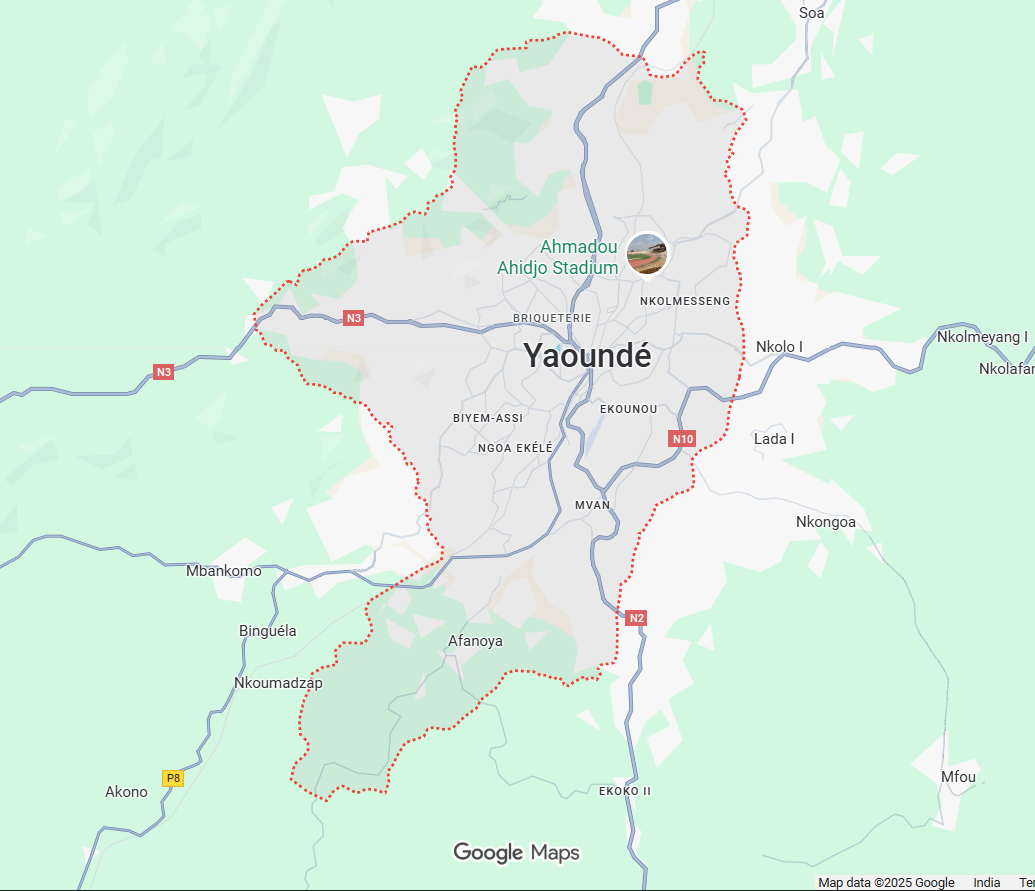 Soa
Ahmadou
Ahidjo Stadium
NKOLMESSENG
BRIQUETERIE
N3
Yaoundé
Nkolmeyang I
Nkolo I
Nkolafar
N3
EKOUNOU
BIYEM-ASSI
N10
Lada I
NGOA EKÉLÉ
MVAN
Nkongoa
Mbankomo
N2
Binguéla
Afanoya
Nkoumadzap
P8
Mfou
Akono
EKOKO II
Google Maps
Map data ©2025 Google India Te